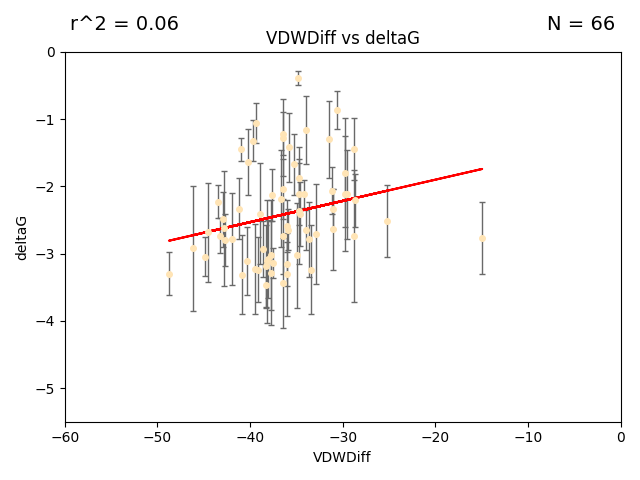 r^2 = 0.06
N = 66
VDWDiff vs deltaG
0
−1
−2
−3
−4
−5
deltaG
−60 −50 −40 −30 −20 −10 0
VDWDiff